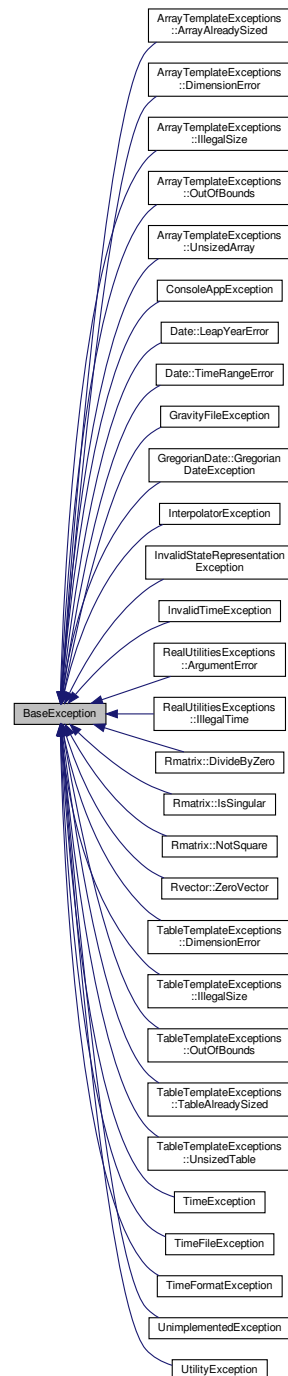 ArrayTemplateExceptions
::ArrayAlreadySized
ArrayTemplateExceptions
::DimensionError
ArrayTemplateExceptions
::IllegalSize
ArrayTemplateExceptions
::OutOfBounds
ArrayTemplateExceptions
::UnsizedArray
ConsoleAppException
Date::LeapYearError
Date::TimeRangeError
GravityFileException
GregorianDate::Gregorian
DateException
InterpolatorException
InvalidStateRepresentation
Exception
InvalidTimeException
RealUtilitiesExceptions
::ArgumentError
BaseException
RealUtilitiesExceptions
::IllegalTime
Rmatrix::DivideByZero
Rmatrix::IsSingular
Rmatrix::NotSquare
Rvector::ZeroVector
TableTemplateExceptions
::DimensionError
TableTemplateExceptions
::IllegalSize
TableTemplateExceptions
::OutOfBounds
TableTemplateExceptions
::TableAlreadySized
TableTemplateExceptions
::UnsizedTable
TimeException
TimeFileException
TimeFormatException
UnimplementedException
UtilityException